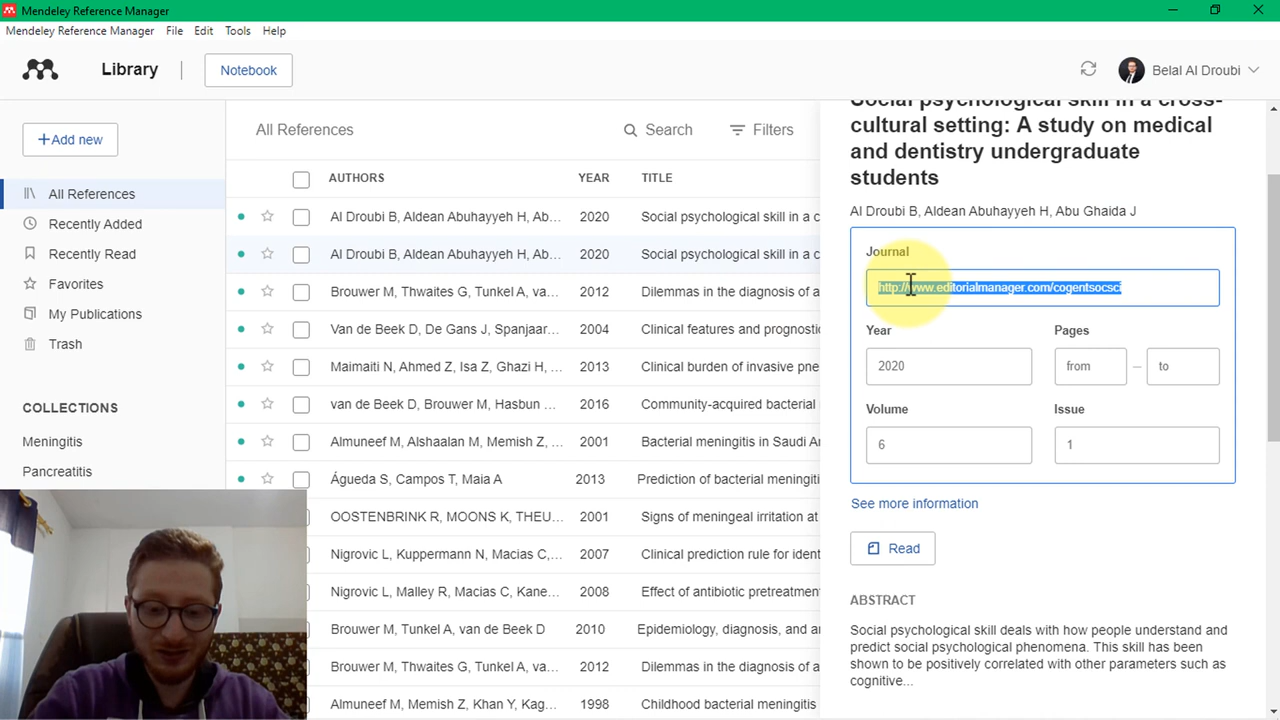 Mendeley Reference Manager
Mendeley Reference Manager File Edit Tools Help
Library | Notebook
Belal Al Droubi
+Add new
All References
Recently Added
Recently Read
Favorites
My Publications
Trash
COLLECTIONS
Meningitis
Pancreatitis
All References Search Filters
AUTHORS YEAR TITLE
Al Droubi B, Aldean Abuhayyeh H, Ab... 2020 Social psychological skill in a c
Al Droubi B, Aldean Abuhayyeh H, Ab... 2020 Social psychological skill in a c
Brouwer M, Thwaites G, Tunkel A, va... 2012 Dilemmas in the diagnosis of a
Van de Beek D, De Gans J, Spanjaar... 2004 Clinical features and prognostic
Maimaiti N, Ahmed Z, Isa Z, Ghazi H, ... 2013 Clinical burden of invasive pne
van de Beek D, Brouwer M, Hasbun ... 2016 Community-acquired bacterial
Almuneef M, Alshaalan M, Memish Z, ... 2001 Bacterial meningitis in Saudi Ar
Águeda S, Campos T, Maia A 2013 Prediction of bacterial meningiti
OOSTENBRINK R, MOONS K, THEU... 2001 Signs of meningeal irritation at
Nigrovic L, Kuppermann N, Macias C,... 2007 Clinical prediction rule for ident
Nigrovic L, Malley R, Macias C, Kane... 2008 Effect of antibiotic pretreatment
Brouwer M, Tunkel A, van de Beek D 2010 Epidemiology, diagnosis, and an
Brouwer M, Thwaites G, Tunkel A, va... 2012 Dilemmas in the diagnosis of a
Almuneef M, Memish Z, Khan Y, Kag... 1998 Childhood bacterial meningitis
Social psychological skill in a cross-
cultural setting: A study on medical
and dentistry undergraduate
students
Al Droubi B, Aldean Abuhayyeh H, Abu Ghaida J
Journal
http://www.editorialmanager.com/cogentsocsci
Year Pages
2020 from – to
Volume Issue
6 1
See more information
Read
ABSTRACT
Social psychological skill deals with how people understand and
predict social psychological phenomena. This skill has been
shown to be positively correlated with other parameters such as
cognitive...